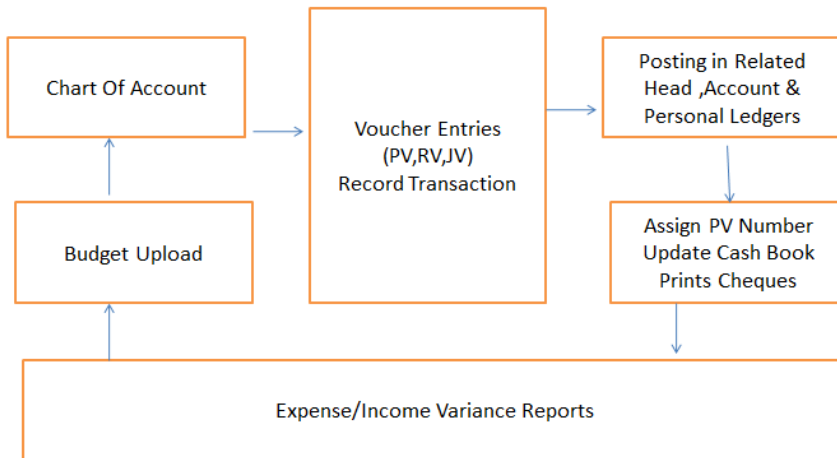 Chart Of Account
Voucher Entries
(PV,RV,JV)
Record Transaction
Posting in Related
Head ,Account &
Personal Ledgers
Budget Upload
Assign PV Number
Update Cash Book
Prints Cheques
Expense/Income Variance Reports